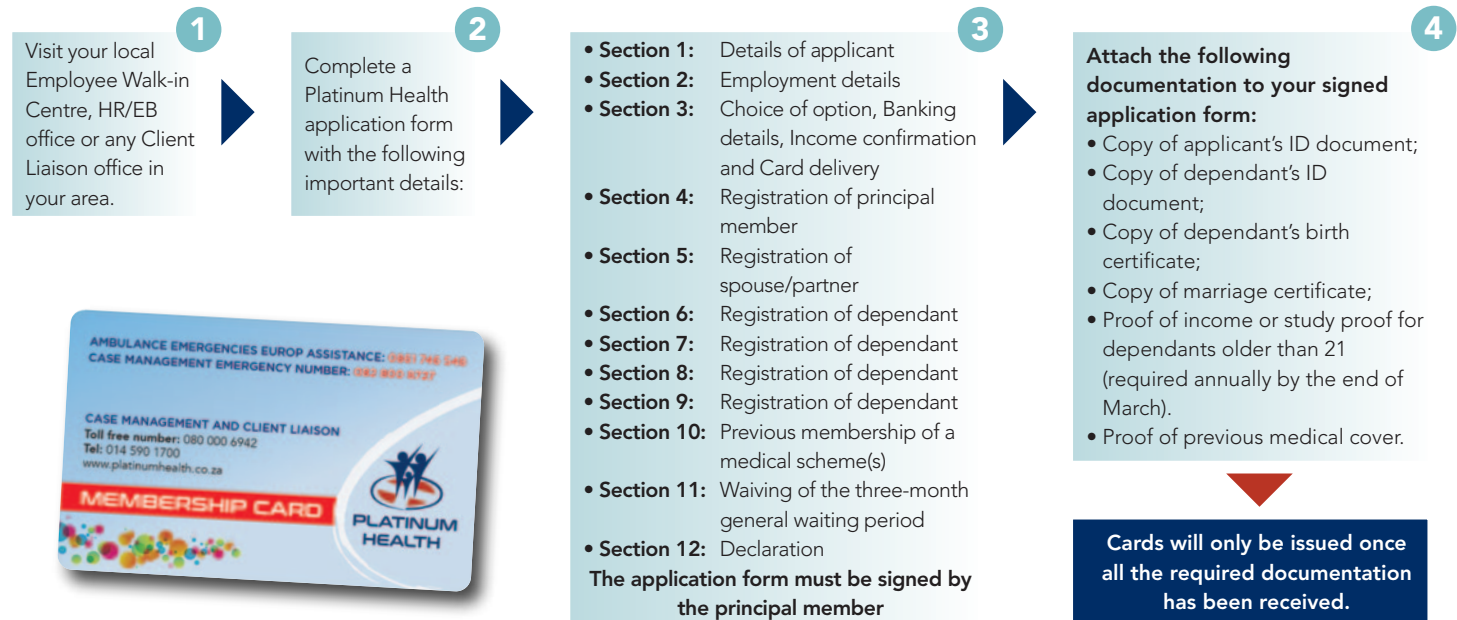 1
Visit your local
Employee Walk-in
Centre, HR/EB
office or any Client
Liaison office in
your area.
2
Complete a
Platinum Health
application form
with the following
important details:
3
• Section 1: Details of applicant
• Section 2: Employment details
• Section 3: Choice of option, Banking
details, Income confirmation
and Card delivery
• Section 4: Registration of principal
member
• Section 5: Registration of
spouse/partner
• Section 6: Registration of dependant
• Section 7: Registration of dependant
• Section 8: Registration of dependant
• Section 9: Registration of dependant
• Section 10: Previous membership of a
medical scheme(s)
• Section 11: Waiving of the three-month
general waiting period
• Section 12: Declaration
The application form must be signed by
the principal member
4
Attach the following
documentation to your signed
application form:
• Copy of applicant's ID document;
• Copy of dependant's ID
document;
• Copy of dependant's birth
certificate;
• Copy of marriage certificate;
• Proof of income or study proof for
dependants older than 21
(required annually by the end of
March).
• Proof of previous medical cover.
Cards will only be issued once
all the required documentation
has been received.
AMBULANCE EMERGENCIES EUROP ASSISTANCE:
CASE MANAGEMENT EMERGENCY NUMBER:
CASE MANAGEMENT AND CLIENT LIAISON
Toll free number: 080 000 6942
Tel: 014 590 1700
www.platinumhealth.co.za
MEMBERSHIP CARD
PLATINUM
HEALTH